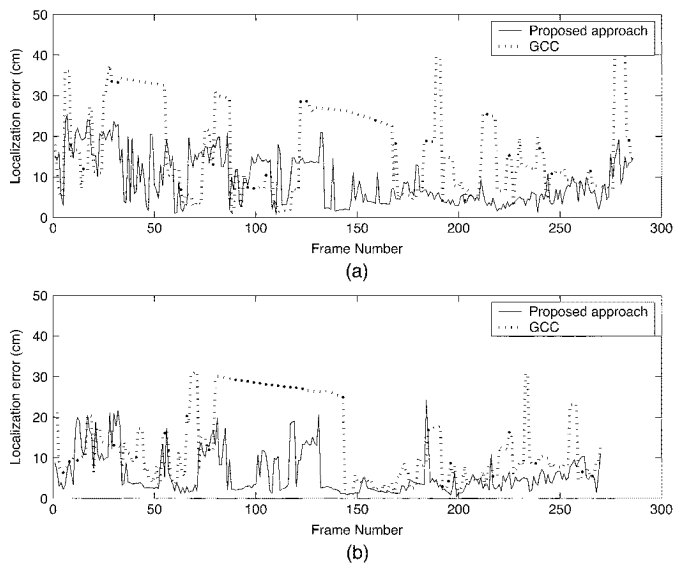 50
40
30
20
10
0
Localization error (cm)
Proposed approach
GCC
0
50
100
150
200
250
300
Frame Number
(a)
50
40
30
20
10
0
Localization error (cm)
Proposed approach
GCC
0
50
100
150
200
250
300
Frame Number
(b)